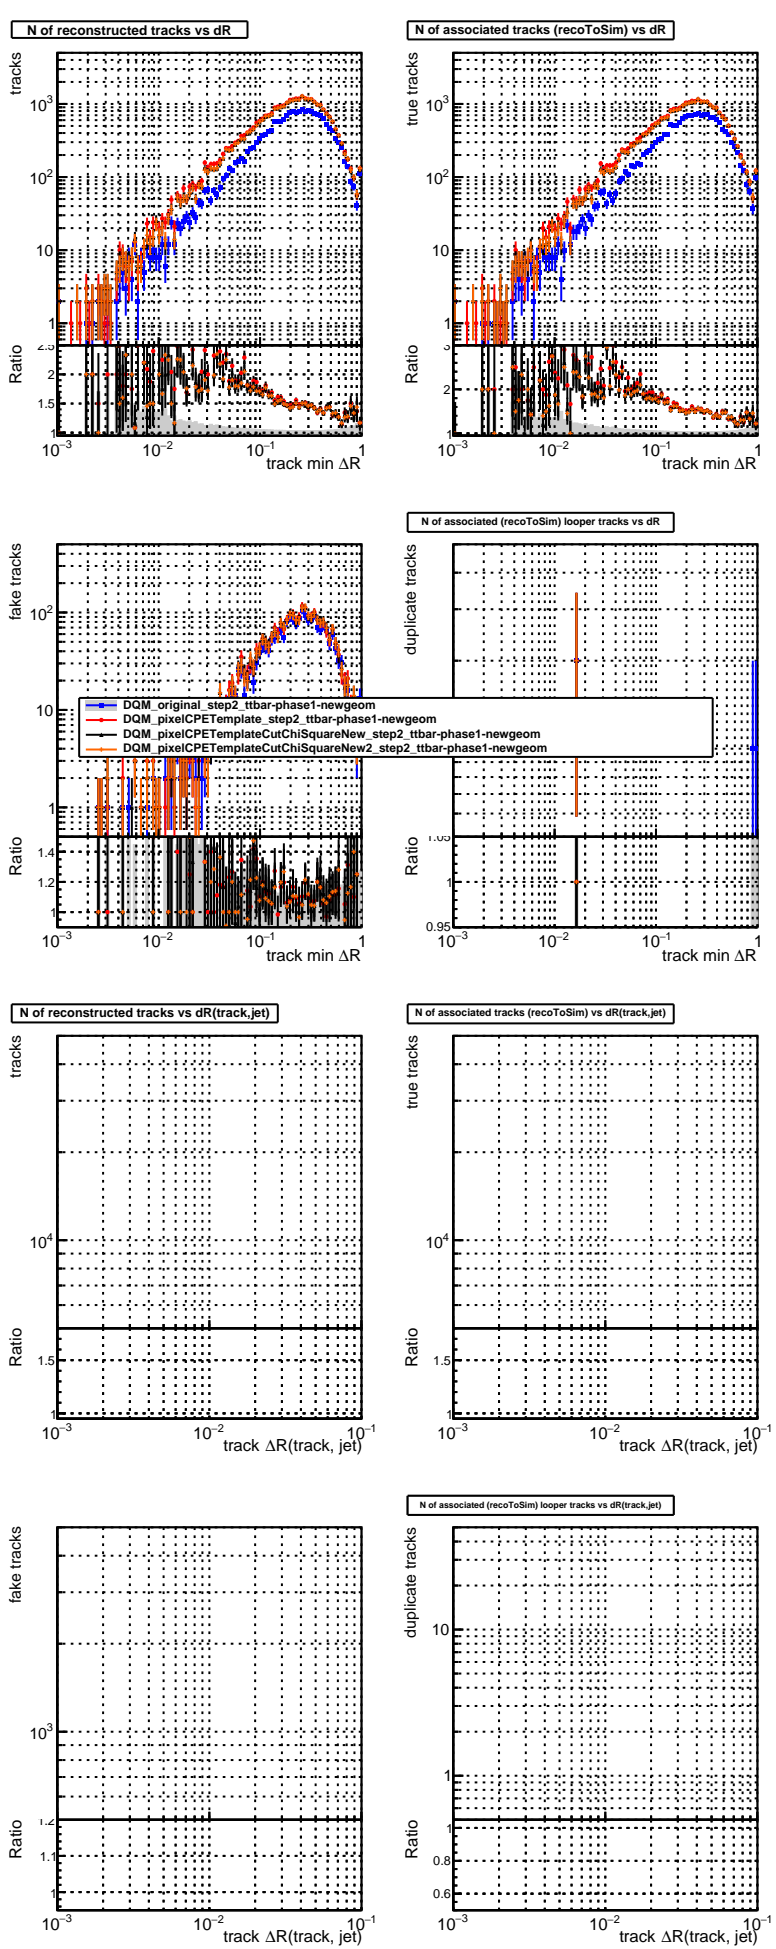 N of reconstructed tracks vs dR
tracks
10³
10²
10
1
Ratio
2.5
2
1.5
1
10⁻³
10⁻²
10⁻¹
1
track min ΔR
N of associated tracks (recoToSim) vs dR
true tracks
10³
10²
10
1
Ratio
3
2
1
10⁻³
10⁻²
10⁻¹
1
track min ΔR
fake tracks
10²
10
1
Ratio
1.4
1.2
1
10⁻³
10⁻²
10⁻¹
1
track min ΔR
N of associated (recoToSim) looper tracks vs dR
duplicate tracks
Ratio
1.05
1
0.95
10⁻³
10⁻²
10⁻¹
1
track min ΔR
DQM_original_step2_ttbar-phase1-newgeom
DQM_pixelCPETemplate_step2_ttbar-phase1-newgeom
DQM_pixelCPETemplateCutChiSquareNew_step2_ttbar-phase1-newgeom
DQM_pixelCPETemplateCutChiSquareNew2_step2_ttbar-phase1-newgeom
N of reconstructed tracks vs dR(track,jet)
tracks
10⁴
Ratio
1.5
1
10⁻³
10⁻²
10⁻¹
track ΔR(track, jet)
N of associated tracks (recoToSim) vs dR(track,jet)
true tracks
10⁴
Ratio
1.5
1
10⁻³
10⁻²
10⁻¹
track ΔR(track, jet)
fake tracks
10³
Ratio
1.2
1.1
1
10⁻³
10⁻²
10⁻¹
track ΔR(track, jet)
N of associated (recoToSim) looper tracks vs dR(track,jet)
duplicate tracks
10
1
Ratio
1
0.8
0.6
10⁻³
10⁻²
10⁻¹
track ΔR(track, jet)